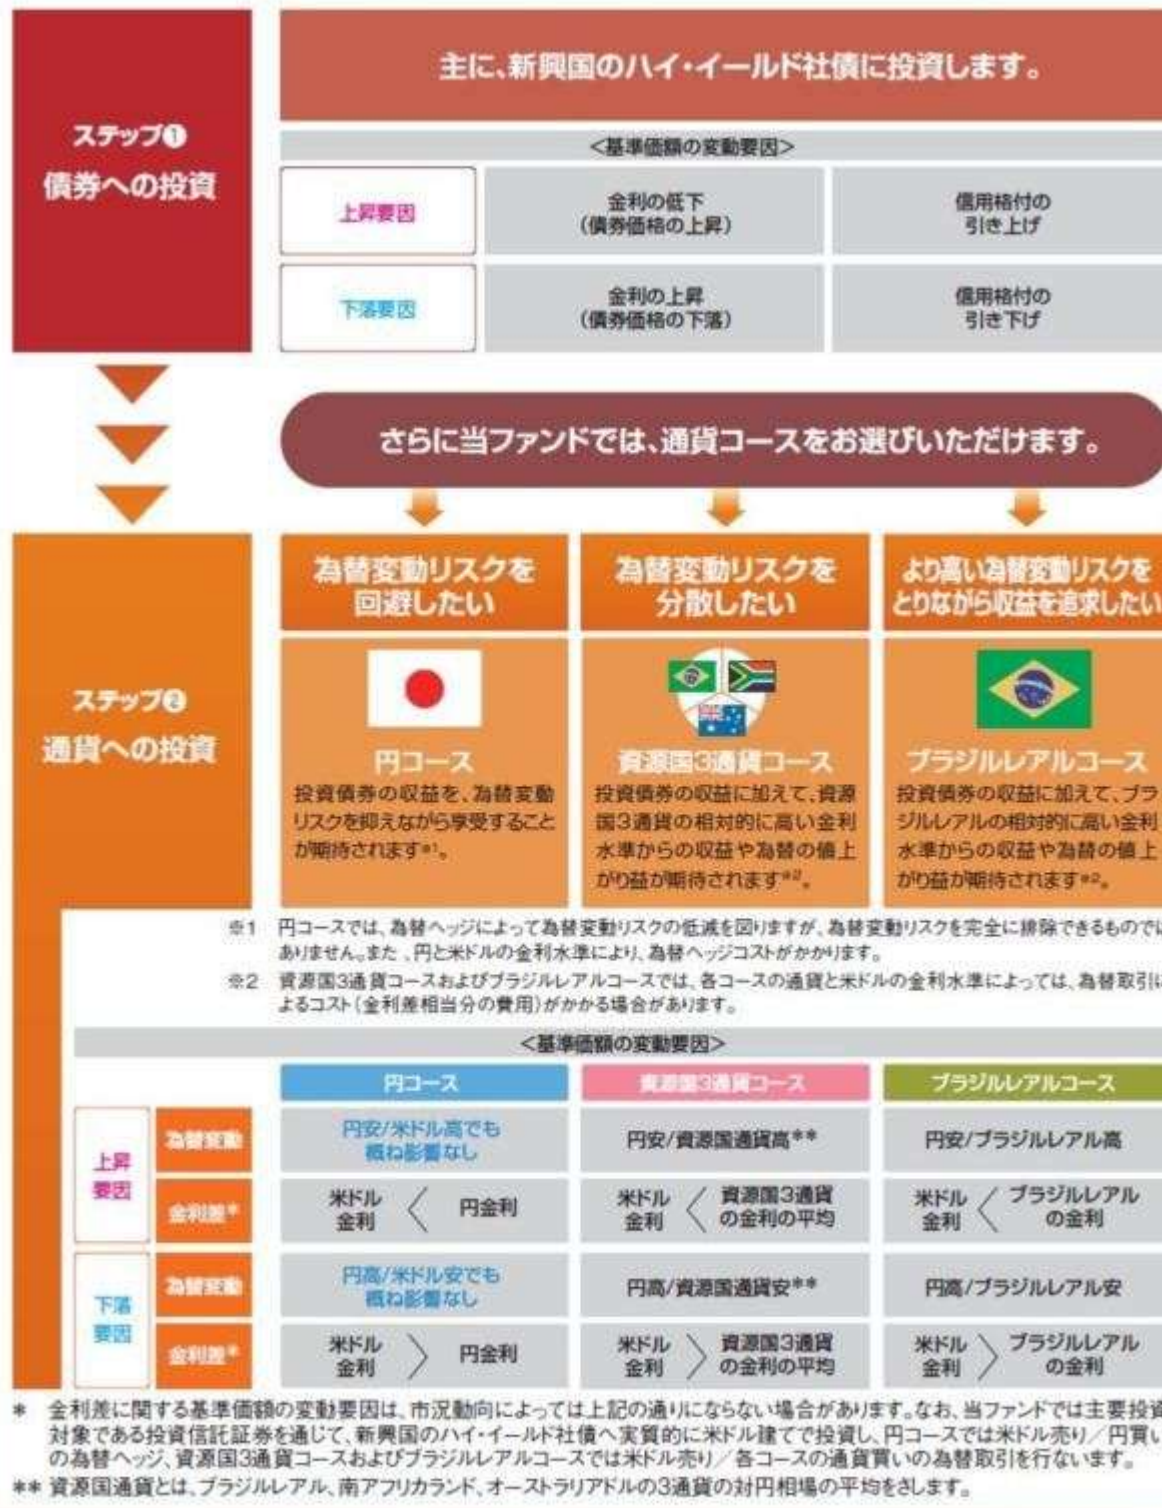 主に、新興国のハイ・イールド社債に投資します。
ステップ❶
債券への投資
<基準価額の変動要因>
上昇要因
金利の低下
(債券価格の上昇)
信用格付の
引き上げ
下落要因
金利の上昇
(債券価格の下落)
信用格付の
引き下げ
さらに当ファンドでは、通貨コースをお選びいただけます。
ステップ❷
通貨への投資
為替変動リスクを
回避したい
円コース
投資債券の収益を、為替変動
リスクを抑えながら享受すること
が期待されます※1。
為替変動リスクを
分散したい
資源国3通貨コース
投資債券の収益に加えて、資源
国3通貨の相対的に高い金利
水準からの収益や為替の値上
がり益が期待されます※2。
より高い為替変動リスクを
とりながら収益を追求したい
ブラジルレアルコース
投資債券の収益に加えて、ブラ
ジルレアルの相対的に高い金利
水準からの収益や為替の値上
がり益が期待されます※2。
※1 円コースでは、為替ヘッジによって為替変動リスクの低減を図りますが、為替変動リスクを完全に排除できるものでは
ありません。また、円と米ドルの金利水準により、為替ヘッジコストがかかります。
※2 資源国3通貨コースおよびブラジルレアルコースでは、各コースの通貨と米ドルの金利水準によっては、為替取引に
よるコスト(金利差相当分の費用)がかかる場合があります。
<基準価額の変動要因>
円コース 資源国3通貨コース ブラジルレアルコース
上昇
要因
為替変動
円安/米ドル高でも
概ね影響なし
円安/資源国通貨高**
円安/ブラジルレアル高
金利差*
米ドル
金利
〈 円金利
米ドル
金利
〈 資源国3通貨
の金利の平均
米ドル
金利
〈 ブラジルレアル
の金利
下落
要因
為替変動
円高/米ドル安でも
概ね影響なし
円高/資源国通貨安**
円高/ブラジルレアル安
金利差*
米ドル
金利
〉 円金利
米ドル
金利
〉 資源国3通貨
の金利の平均
米ドル
金利
〉 ブラジルレアル
の金利
* 金利差に関する基準価額の変動要因は、市況動向によっては上記の通りにならない場合があります。なお、当ファンドでは主要投資
対象である投資信託証券を通じて、新興国のハイ・イールド社債へ実質的に米ドル建てで投資し、円コースでは米ドル売り/円買い
の為替ヘッジ、資源国3通貨コースおよびブラジルレアルコースでは米ドル売り/各コースの通貨買いの為替取引を行ないます。
** 資源国通貨とは、ブラジルレアル、南アフリカランド、オーストラリアドルの3通貨の対円相場の平均をさします。